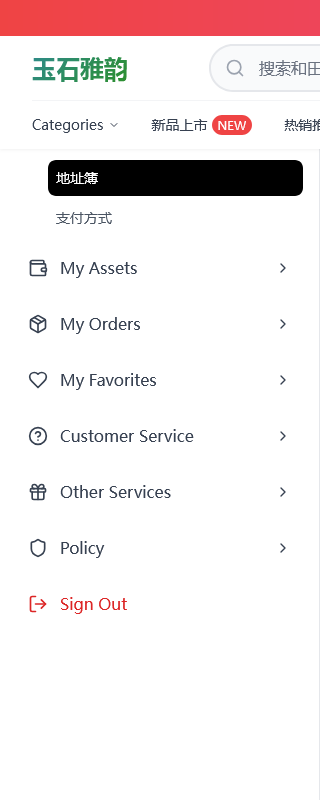 玉石雅韵
搜索和田
Categories
新品上市 NEW
热销推
地址簿
支付方式
My Assets
My Orders
My Favorites
Customer Service
Other Services
Policy
Sign Out